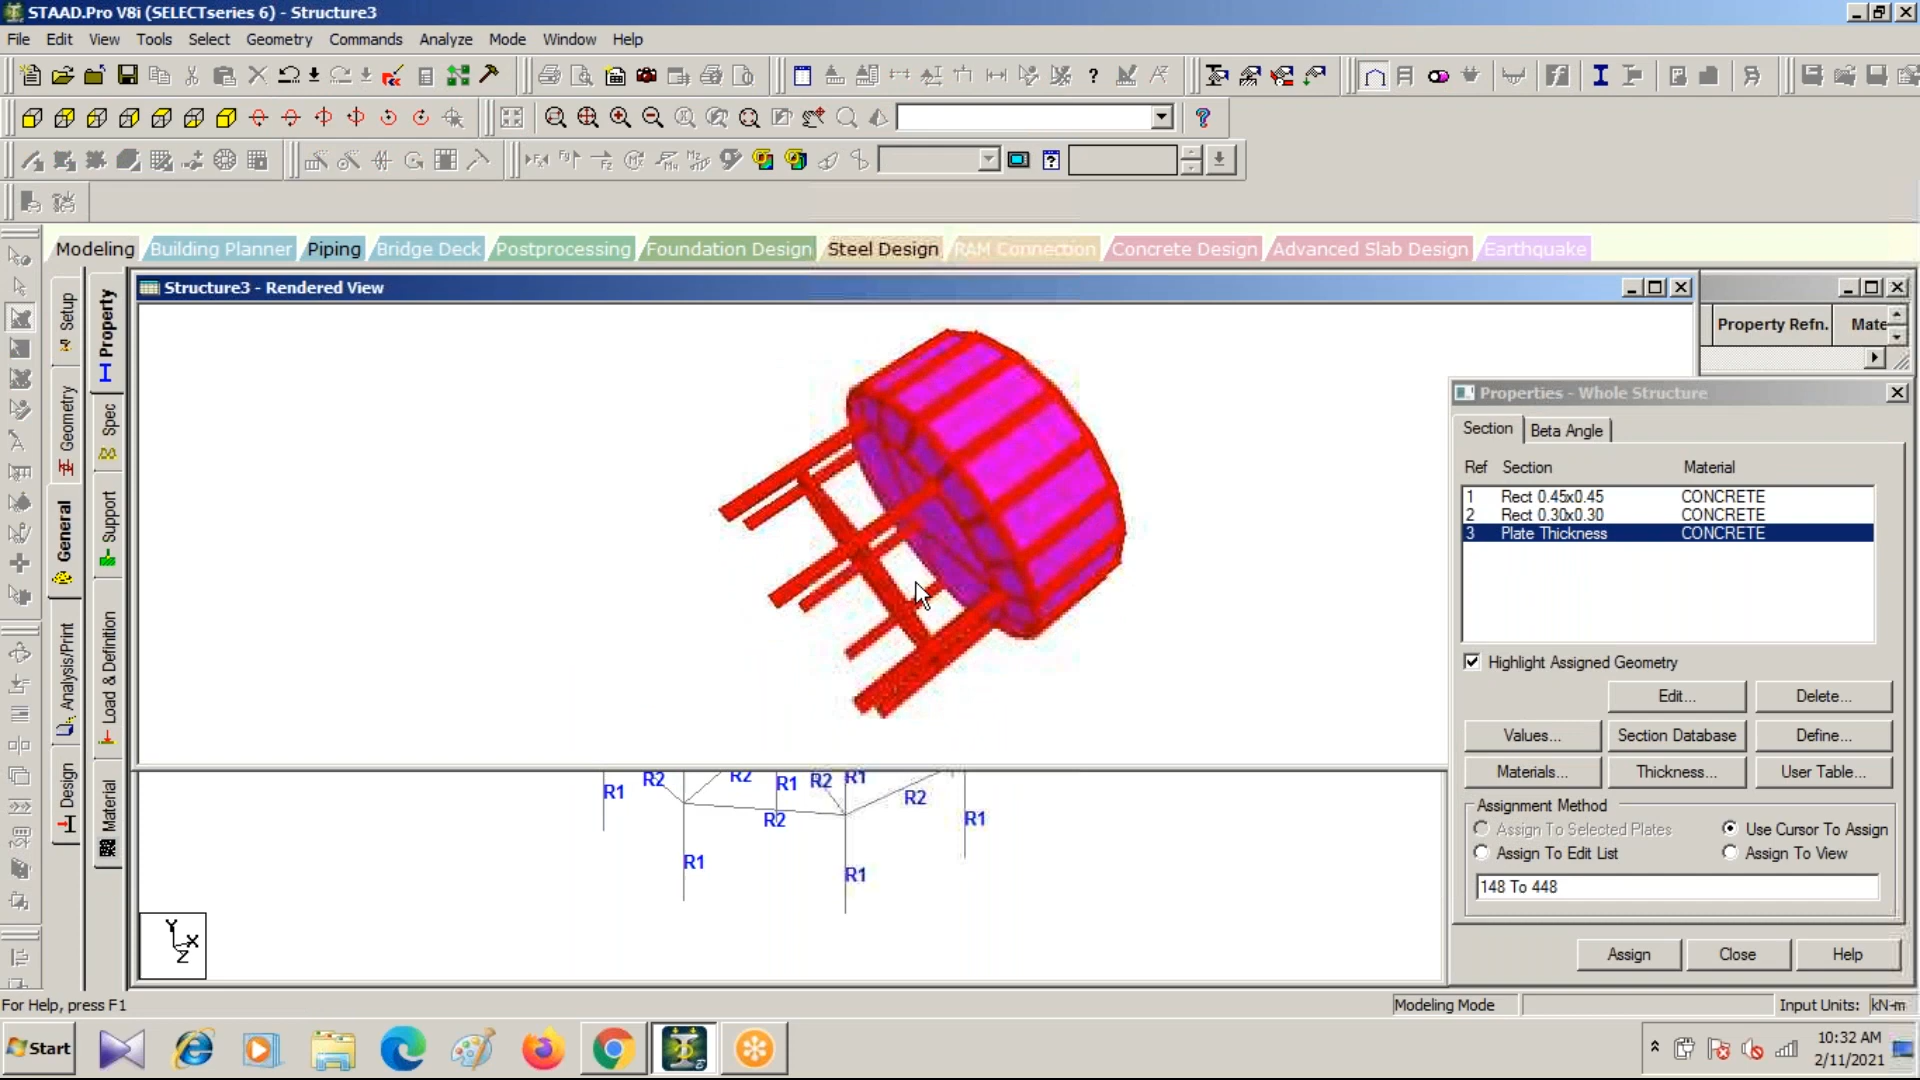 STAAD.Pro V8i (SELECTseries 6) - Structure3
File Edit View Tools Select Geometry Commands Analyze Mode Window Help
Modeling Building Planner Piping Bridge Deck Postprocessing Foundation Design Steel Design RAM Connection Concrete Design Advanced Slab Design Earthquake
Structure3 - Rendered View
Property Refn. Mate
Setup
Geometry
General
Analysis/Print
Design
Property
Spec
Support
Load & Definition
Material
Properties - Whole Structure
Section Beta Angle
Ref Section Material
1 Rect 0.45x0.45 CONCRETE
2 Rect 0.30x0.30 CONCRETE
3 Plate Thickness CONCRETE
Highlight Assigned Geometry
Edit... Delete...
Values... Section Database Define...
Materials... Thickness... User Table...
Assignment Method
Assign To Selected Plates Use Cursor To Assign
Assign To Edit List Assign To View
148 To 448
Assign Close Help
R1 R2 R2 R1 R2 R1 R2
R2 R1
R1 R1
Y
X
Z
For Help, press F1 Modeling Mode Input Units: kN-m
Start
10:32 AM
2/11/2021